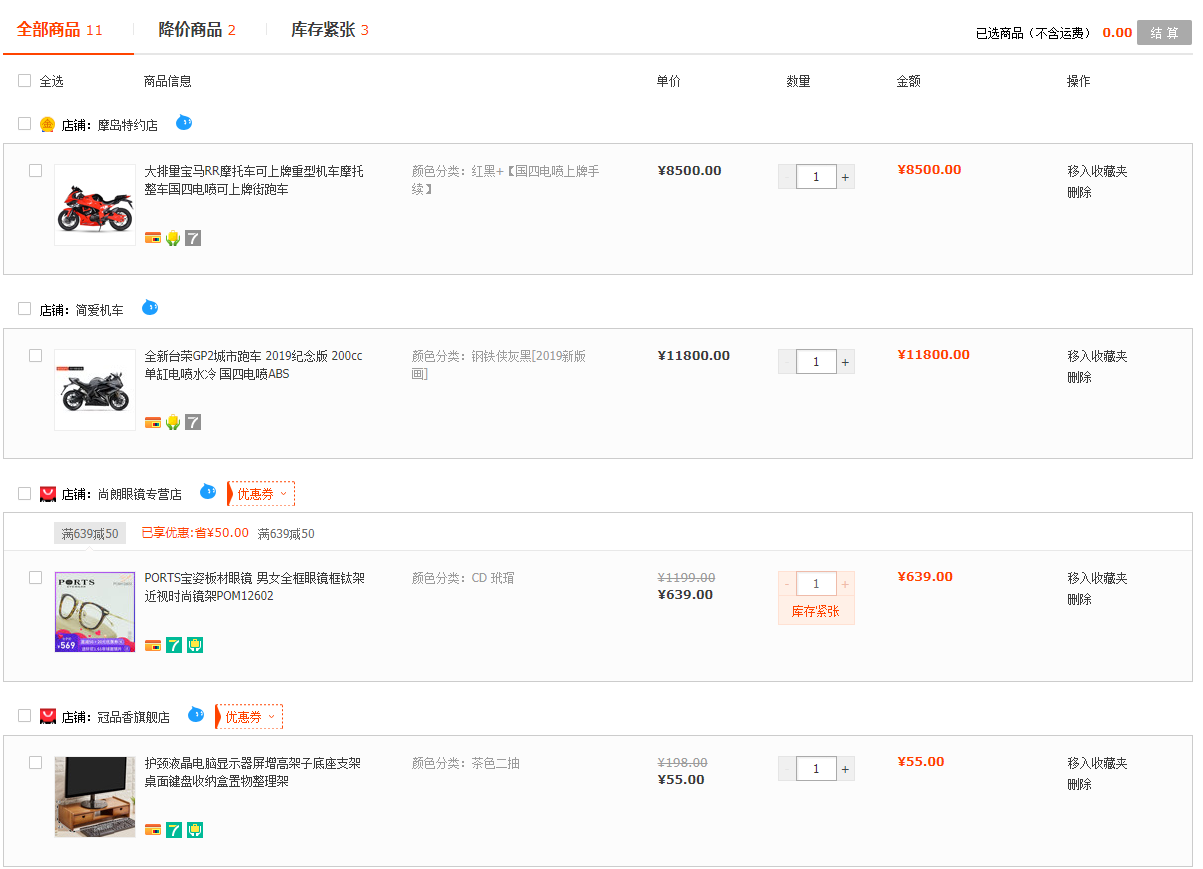 全部商品 11 降价商品 2 库存紧张 3 已选商品（不含运费） 0.00 结 算
全选 商品信息 单价 数量 金额 操作
店铺：摩岛特约店
大排量宝马RR摩托车可上牌重型机车摩托 颜色分类：红黑+【国四电喷上牌手 ¥8500.00 - 1 + ¥8500.00 移入收藏夹
整车国四电喷可上牌街跑车 续】 删除
7
店铺：简爱机车
全新台荣GP2城市跑车 2019纪念版 200cc 颜色分类：钢铁侠灰黑[2019新版 ¥11800.00 - 1 + ¥11800.00 移入收藏夹
单缸电喷水冷 国四电喷ABS 画] 删除
7
店铺：尚朗眼镜专营店 优惠券
满639减50 已享优惠:省¥50.00 满639减50
PORTS宝姿板材眼镜 男女全框眼镜框钛架 颜色分类：CD 玳瑁 ¥1199.00 - 1 + ¥639.00 移入收藏夹
近视时尚镜架POM12602 ¥639.00 库存紧张 删除
PORTS
¥569
7
店铺：冠品香旗舰店 优惠券
护颈液晶电脑显示器屏增高架子底座支架 颜色分类：茶色二抽 ¥198.00 - 1 + ¥55.00 移入收藏夹
桌面键盘收纳盒置物整理架 ¥55.00 删除
7